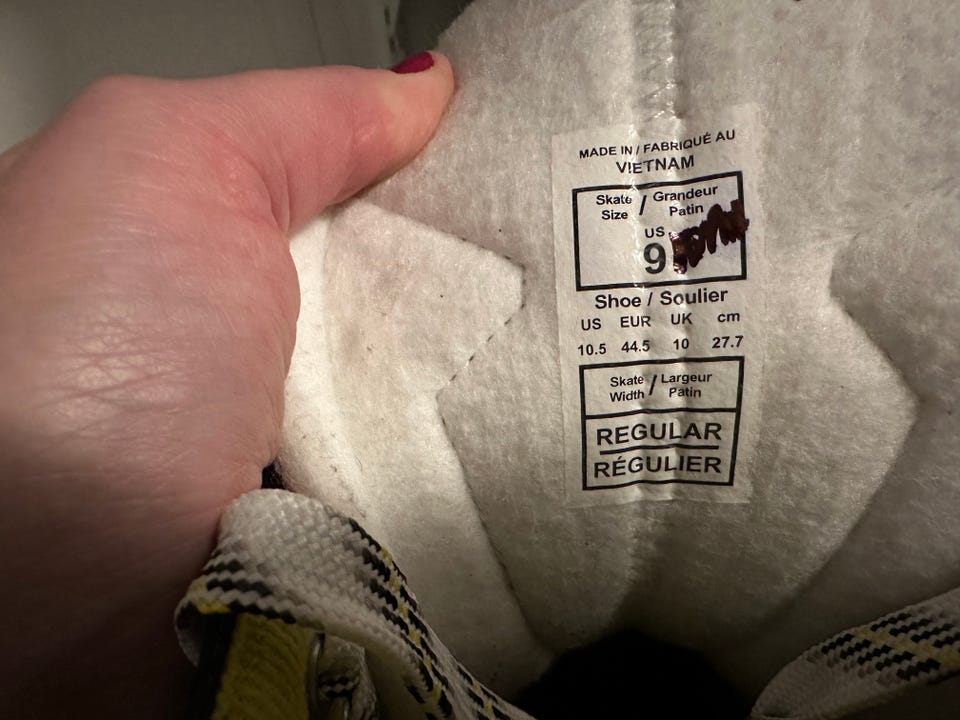 MADE IN / FABRIQUÉ AU
VIETNAM
Skate / Grandeur
Size Patin
US
9
Shoe / Soulier
US EUR UK cm
10.5 44.5 10 27.7
Skate / Largeur
Width Patin
REGULAR
RÉGULIER